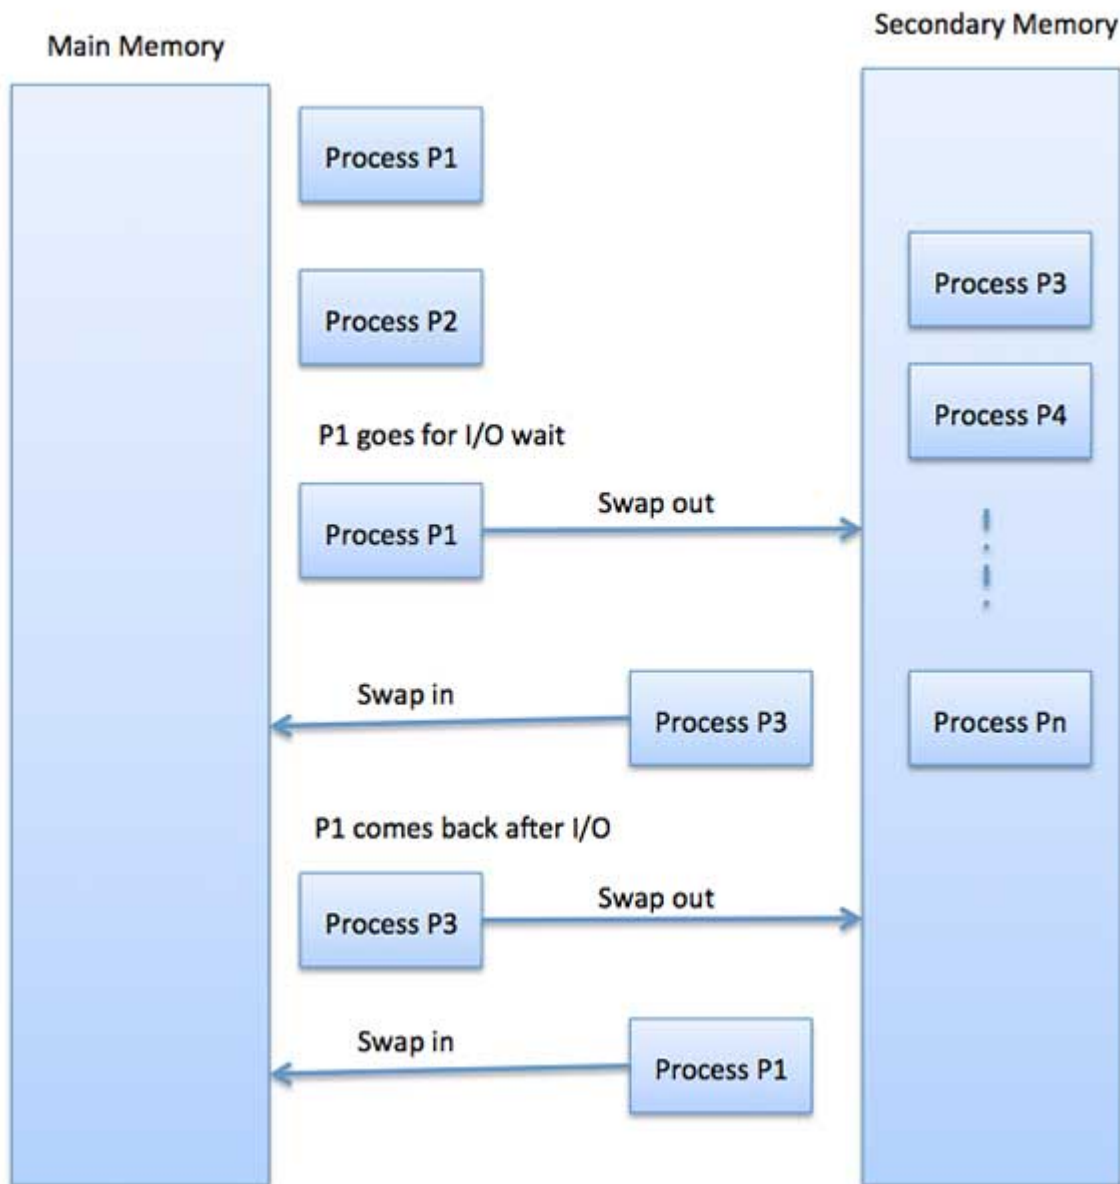 Main Memory
Secondary Memory
Process P1
Process P2
Process P3
Process P4
P1 goes for I/O wait
Process P1
Swap out
Swap in
Process P3
Process Pn
P1 comes back after I/O
Process P3
Swap out
Swap in
Process P1